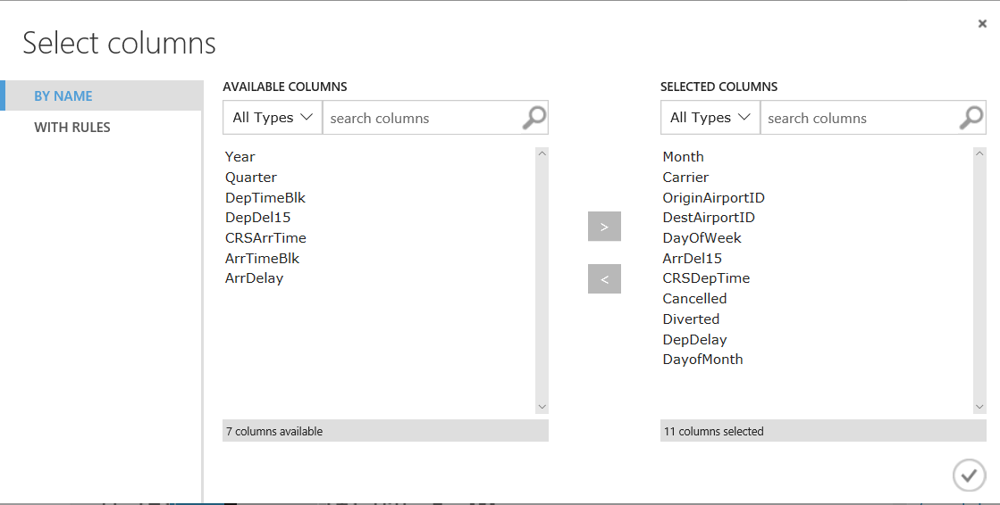 Select columns
BY NAME
WITH RULES
AVAILABLE COLUMNS
All Types
search columns
Year
Quarter
DepTimeBlk
DepDel15
CRSArrTime
ArrTimeBlk
ArrDelay
7 columns available
>
<
SELECTED COLUMNS
All Types
search columns
Month
Carrier
OriginAirportID
DestAirportID
DayOfWeek
ArrDel15
CRSDepTime
Cancelled
Diverted
DepDelay
DayofMonth
11 columns selected